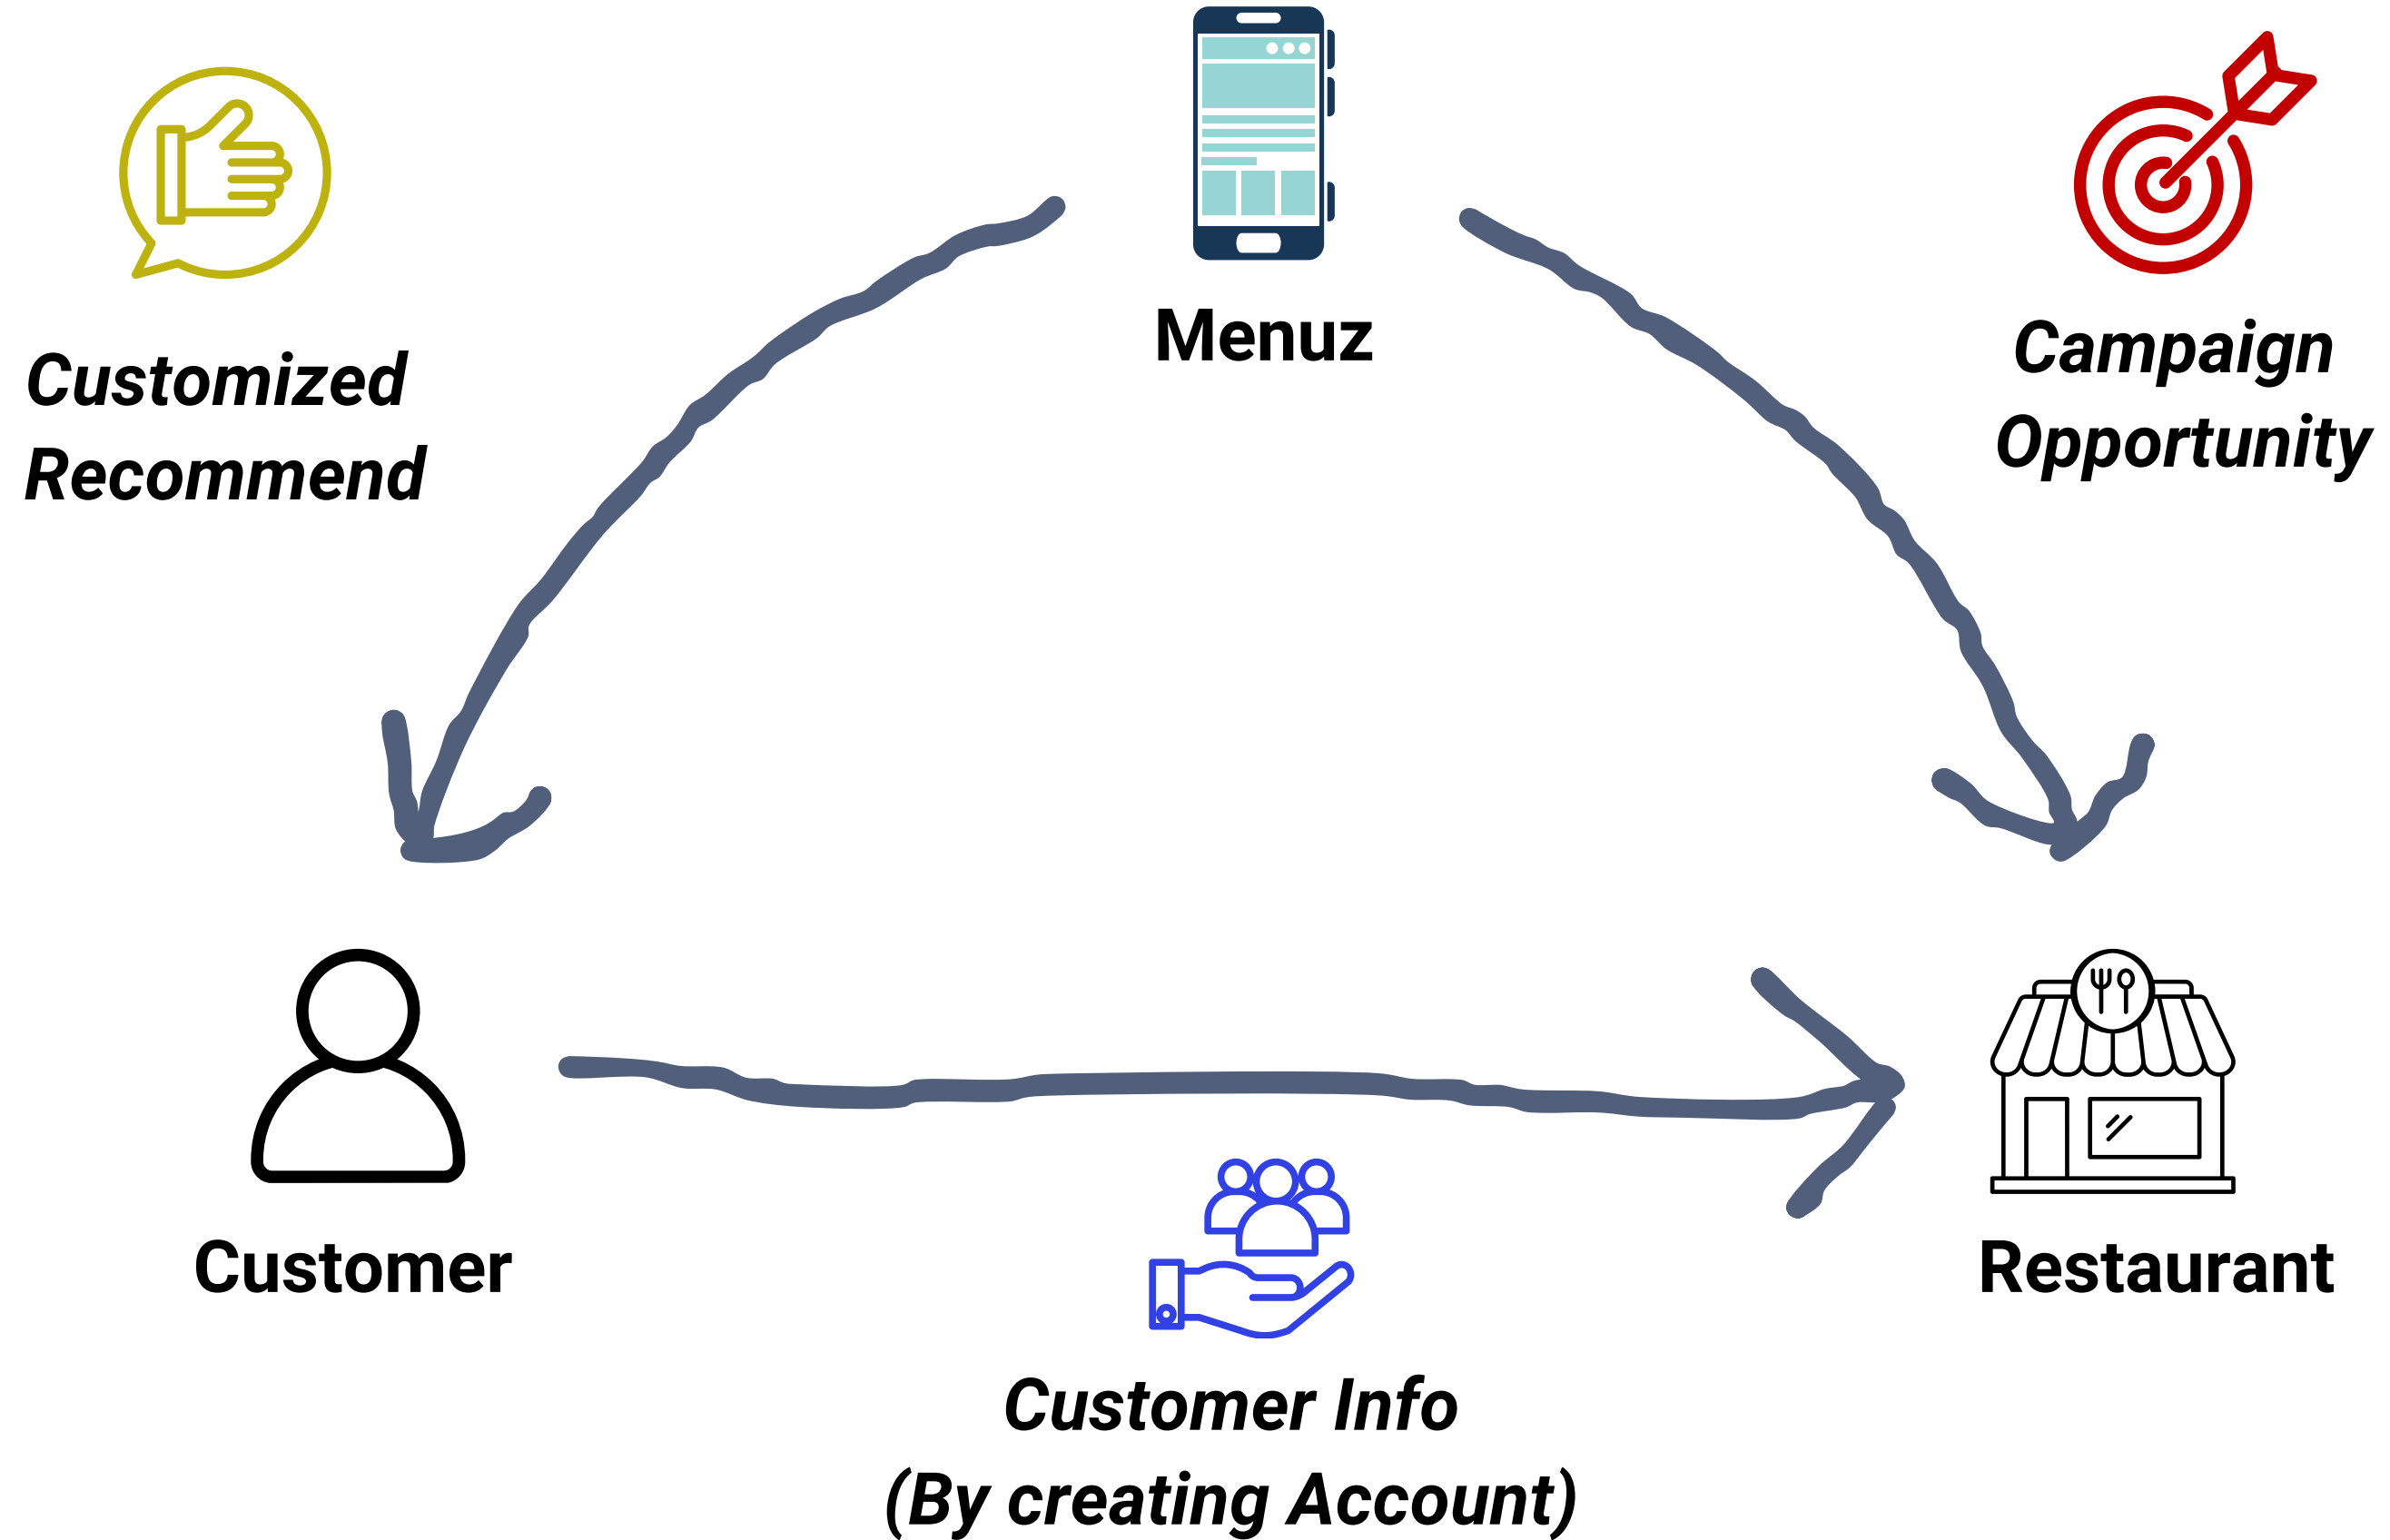 Menuz
Customized
Recommend
Campaign
Opportunity
Customer
Restaurant
Customer Info
(By creating Account)